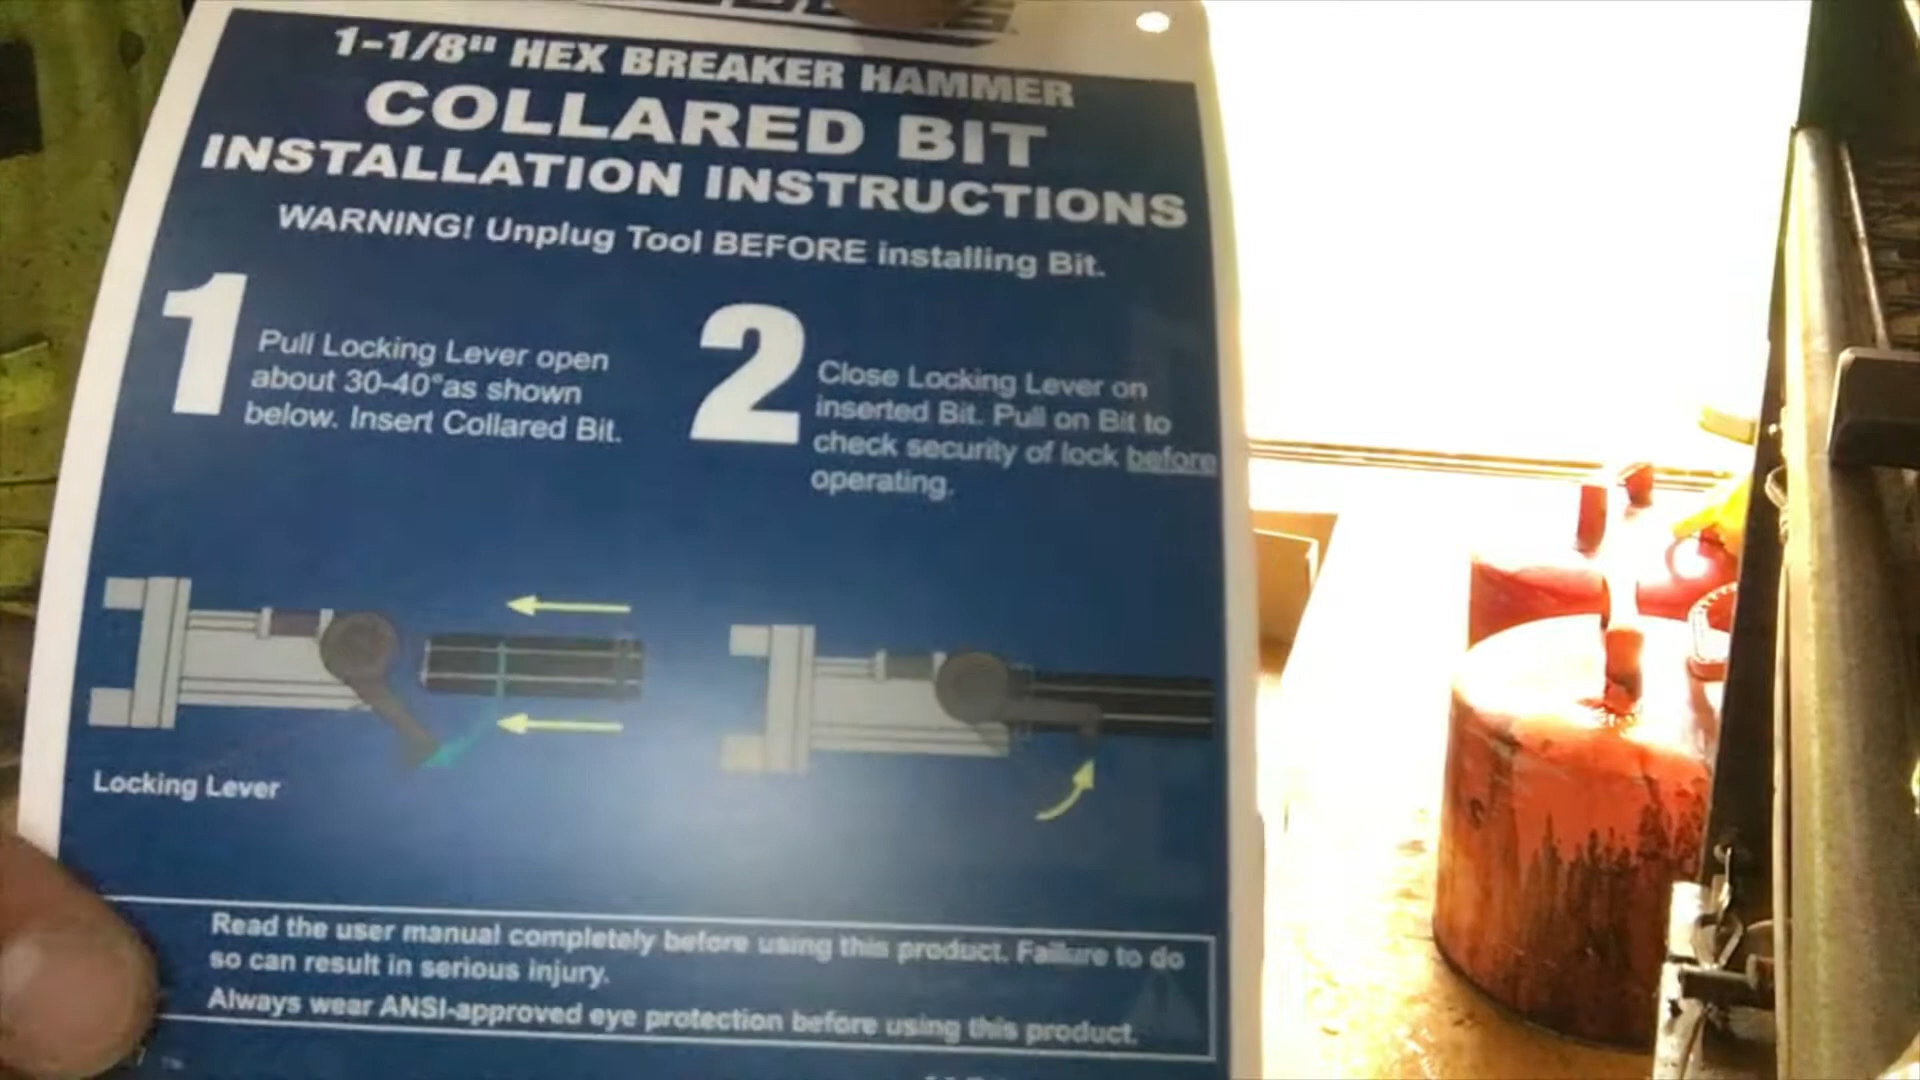 1-1/8" HEX BREAKER HAMMER
COLLARED BIT
INSTALLATION INSTRUCTIONS
WARNING! Unplug Tool BEFORE installing Bit.
1
Pull Locking Lever open
about 30-40°as shown
below. Insert Collared Bit.
2
Close Locking Lever on
inserted Bit. Pull on Bit to
check security of lock before
operating.
Locking Lever
Read the user manual completely before using this product. Failure to do
so can result in serious injury.
Always wear ANSI-approved eye protection before using this product.